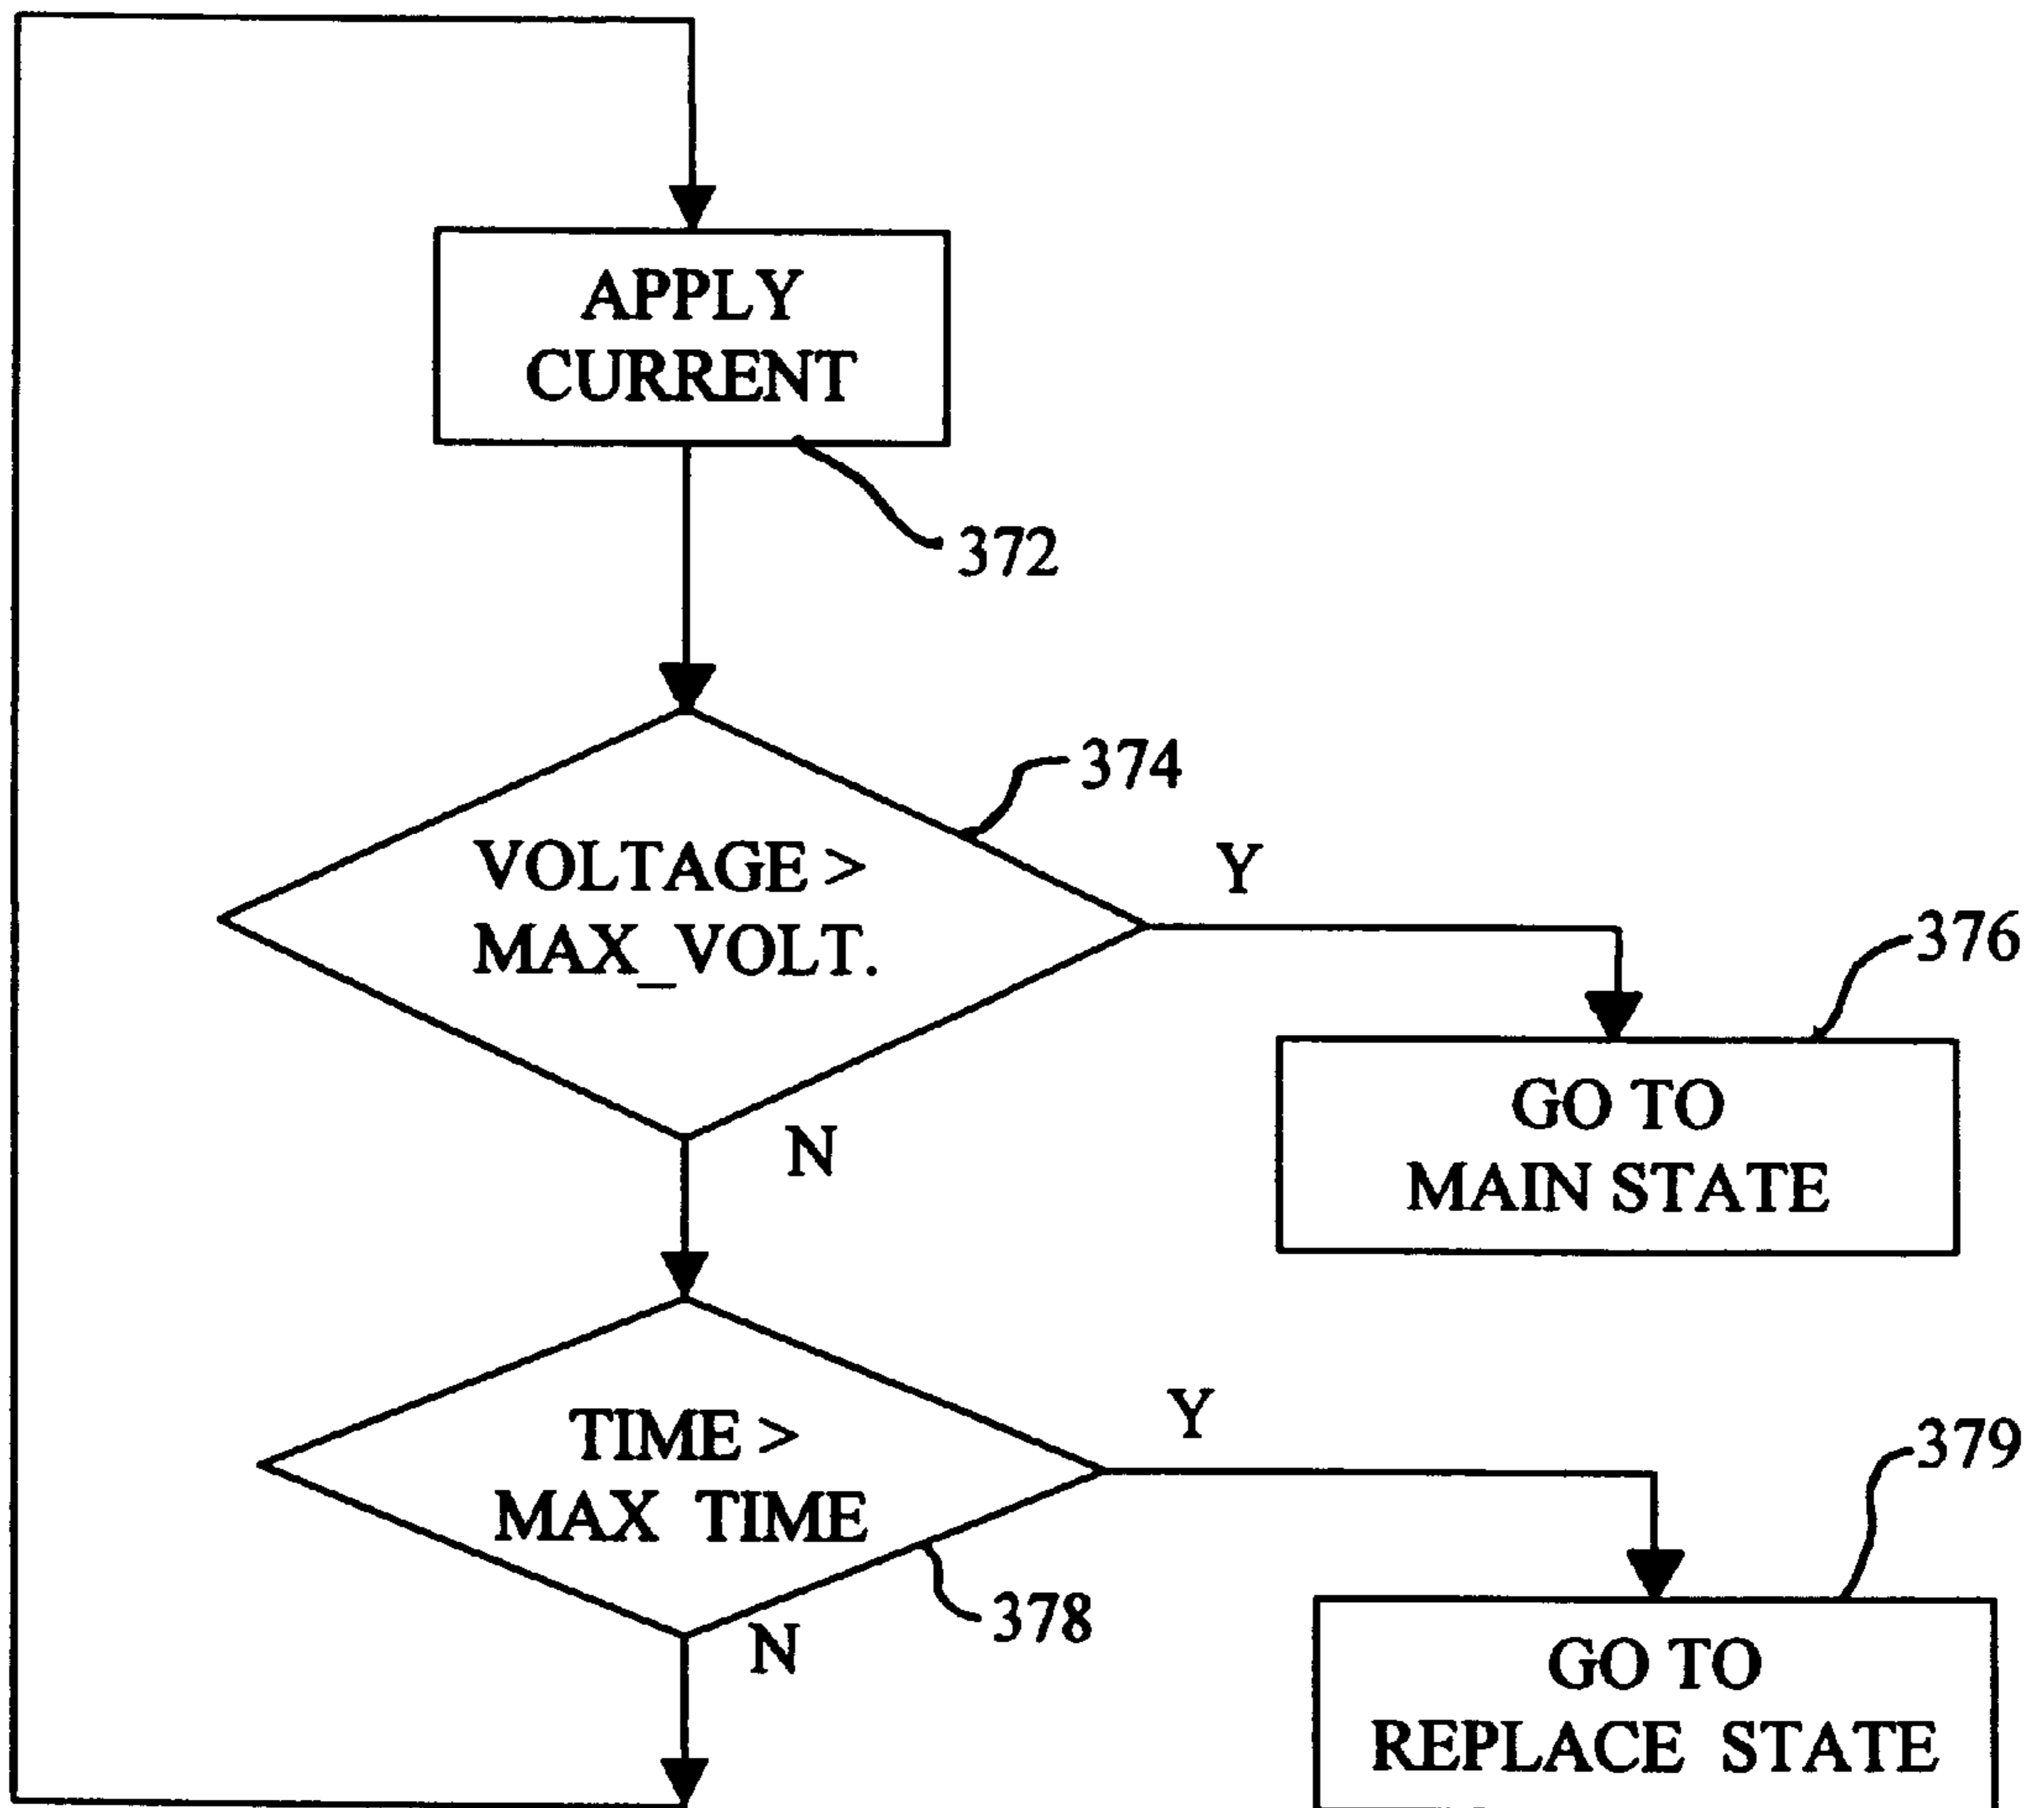 APPLY
CURRENT
372
374
VOLTAGE >
MAX_VOLT.
Y
376
GO TO
MAIN STATE
N
TIME >
MAX TIME
Y
379
378
N
GO TO
REPLACE STATE